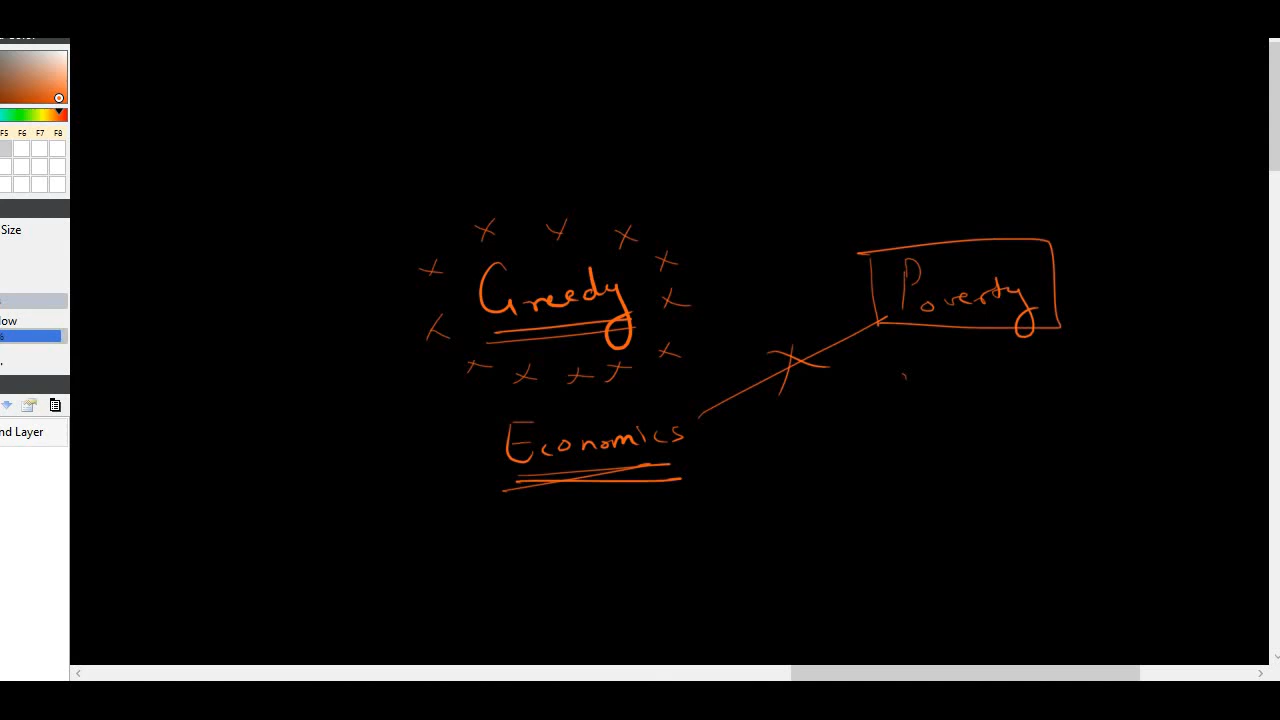 F5 F6 F7 F8
Size
Greedy
Poverty
low
nd Layer
Economics